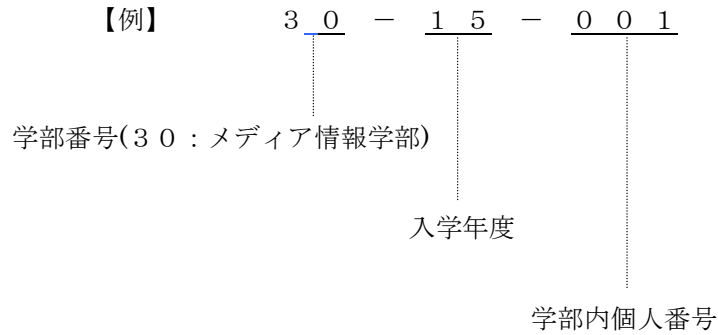 【例】 ３０ － １５ － ００１
学部番号(３０：メディア情報学部)
入学年度
学部内個人番号